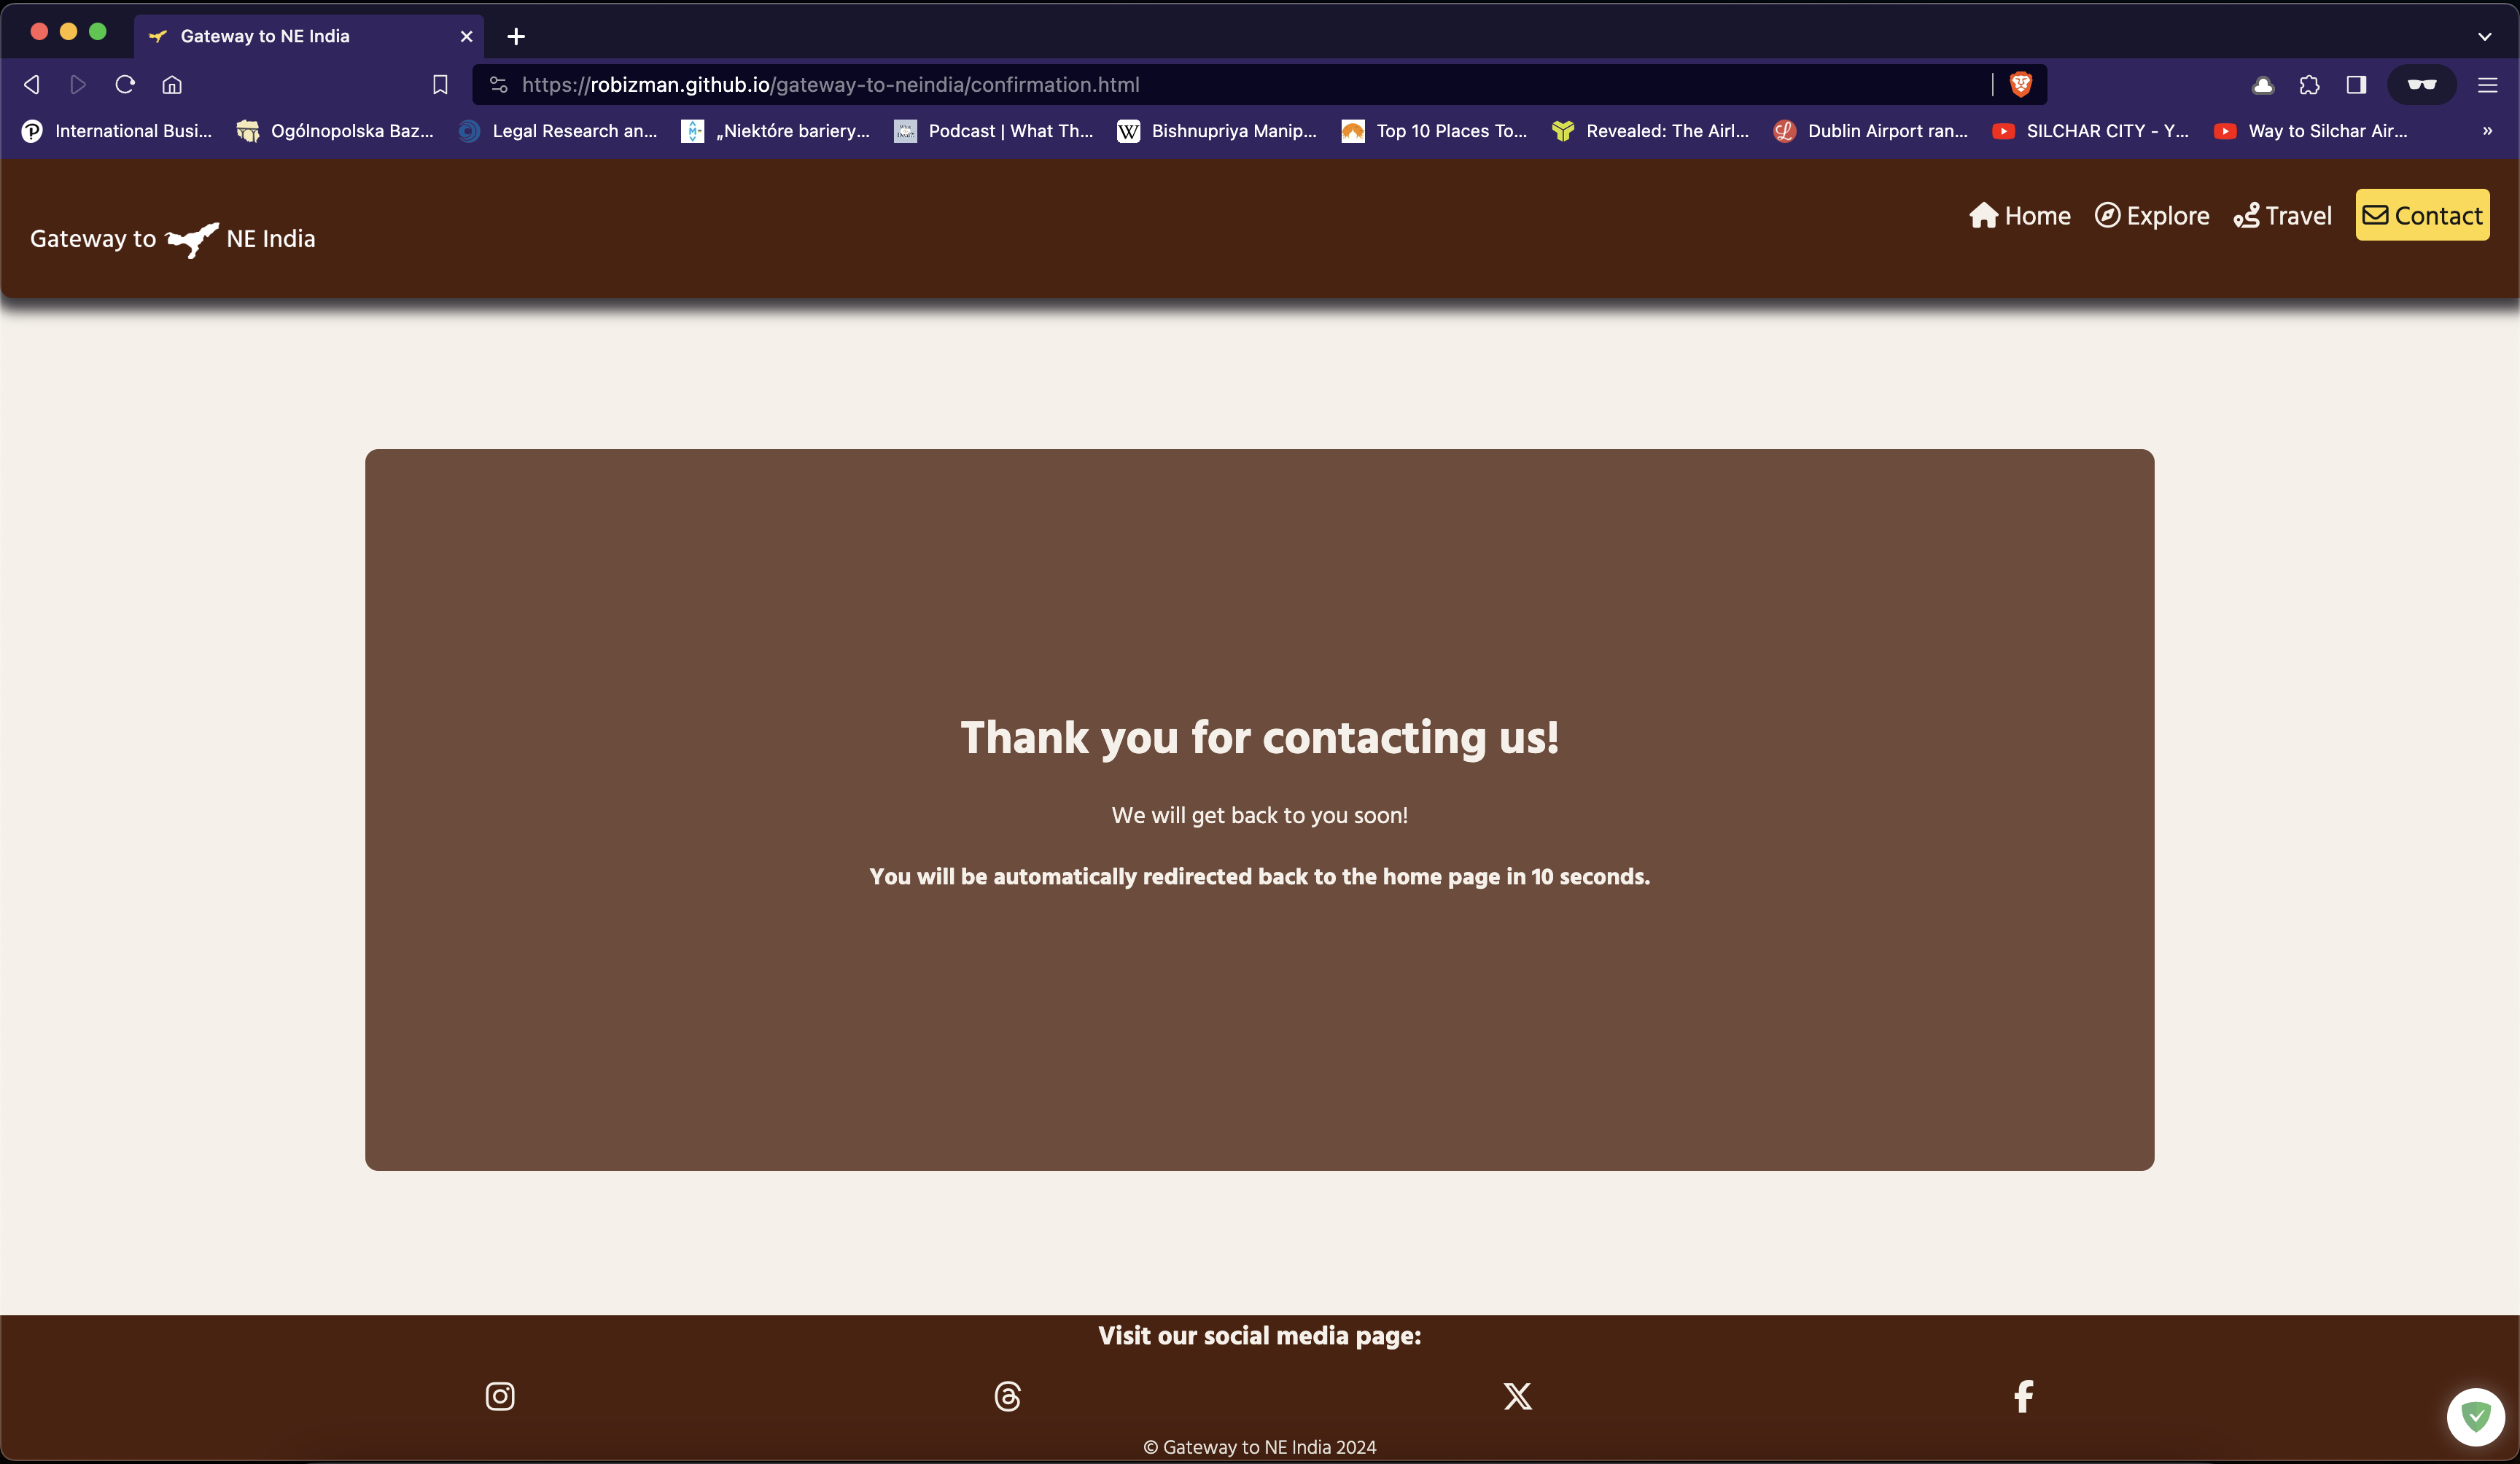 Gateway to NE India
https://robizman.github.io/gateway-to-neindia/confirmation.html
International Busi... Ogólnopolska Baz... Legal Research an... „Niektóre bariery... Podcast | What Th... Bishnupriya Manip... Top 10 Places To... Revealed: The Airl... Dublin Airport ran... SILCHAR CITY - Y... Way to Silchar Air... »
Gateway to NE India
Home Explore Travel Contact
Thank you for contacting us!
We will get back to you soon!
You will be automatically redirected back to the home page in 10 seconds.
Visit our social media page:
© Gateway to NE India 2024